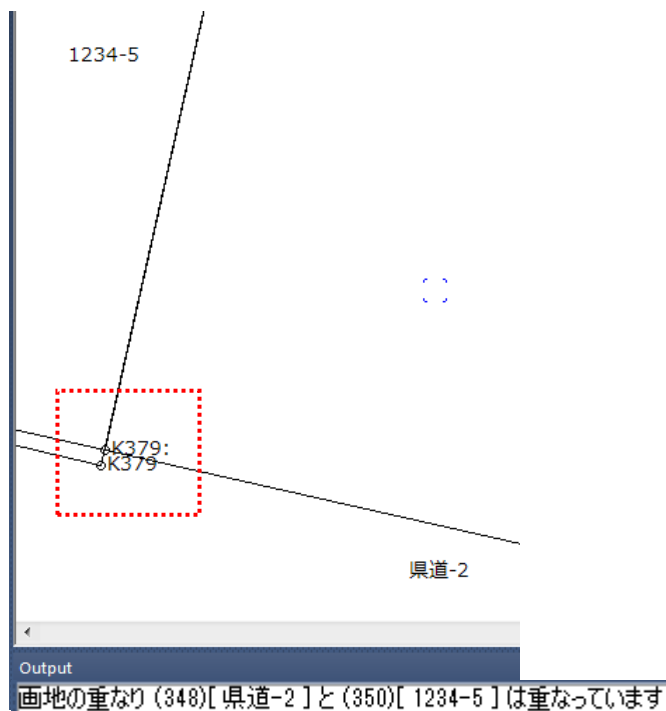 1234-5
K379:
K379
県道-2
Output
画地の重なり (348)[ 県道-2 ] と (350)[ 1234-5 ] は重なっています